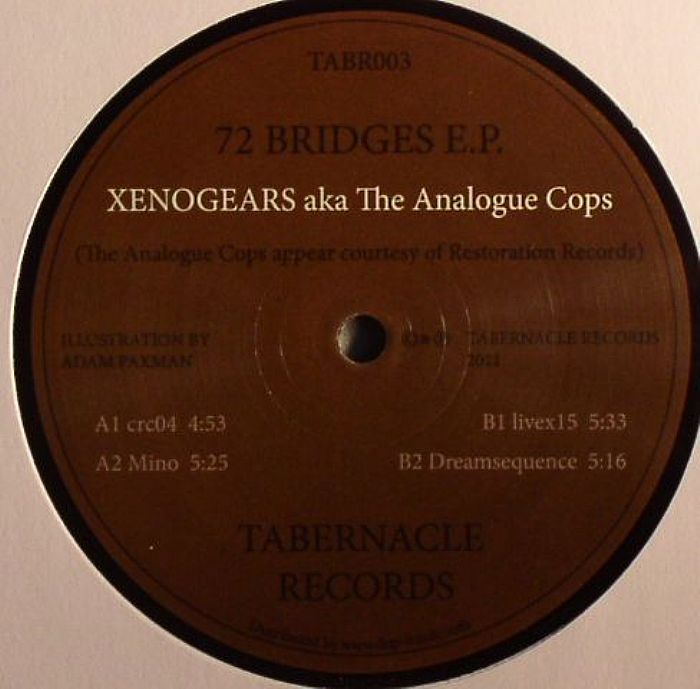 TABR003
72 BRIDGES E.P.
XENOGEARS aka The Analogue Cops
(The Analogue Cops appear courtesy of Restoration Records)
ILLUSTRATION BY
ADAM PAXMAN
TABERNACLE RECORDS
2011
A1 crc04 4:53
A2 Mino 5:25
B1 livex15 5:33
B2 Dreamsequence 5:16
TABERNACLE
RECORDS
Distributed by